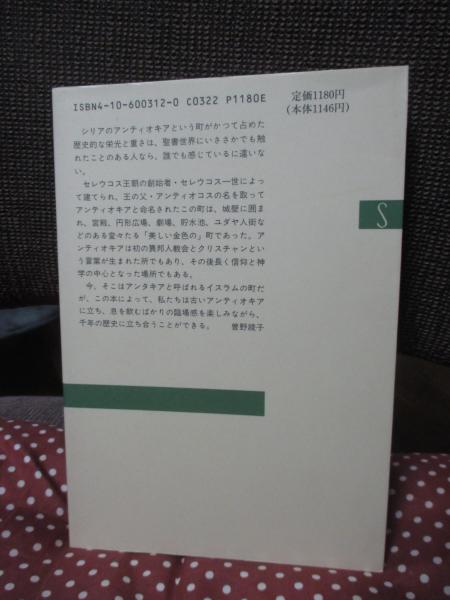 ISBN4-10-600312-0 C0322 P1180E
定価1180円
(本体1146円)
シリアのアンティオキアという町がかつて占めた
歴史的な栄光と重さは、聖書世界にいささかでも触
れたことのある人なら、誰でも感じているに違いな
い。
セレウコス王朝の創始者・セレウコス一世によっ
て建てられ、王の父・アンティオコスの名を取って
アンティオキアと命名されたこの町は、城壁に囲ま
れ、宮殿、円形広場、劇場、貯水池、ユダヤ人街な
どのある堂々たる「美しい金色の」町であった。ア
ンティオキアは初の異邦人教会とクリスチャンとい
う言葉が生まれた所でもあり、その後長く信仰と神
学の中心となった場所でもある。
今、そこはアンタキアと呼ばれるイスラムの町だ
が、この本によって、私たちは古いアンティオキア
に立ち、息を飲むばかりの臨場感を楽しみながら、
千年の歴史に立ち合うことができる。 曽野綾子
S